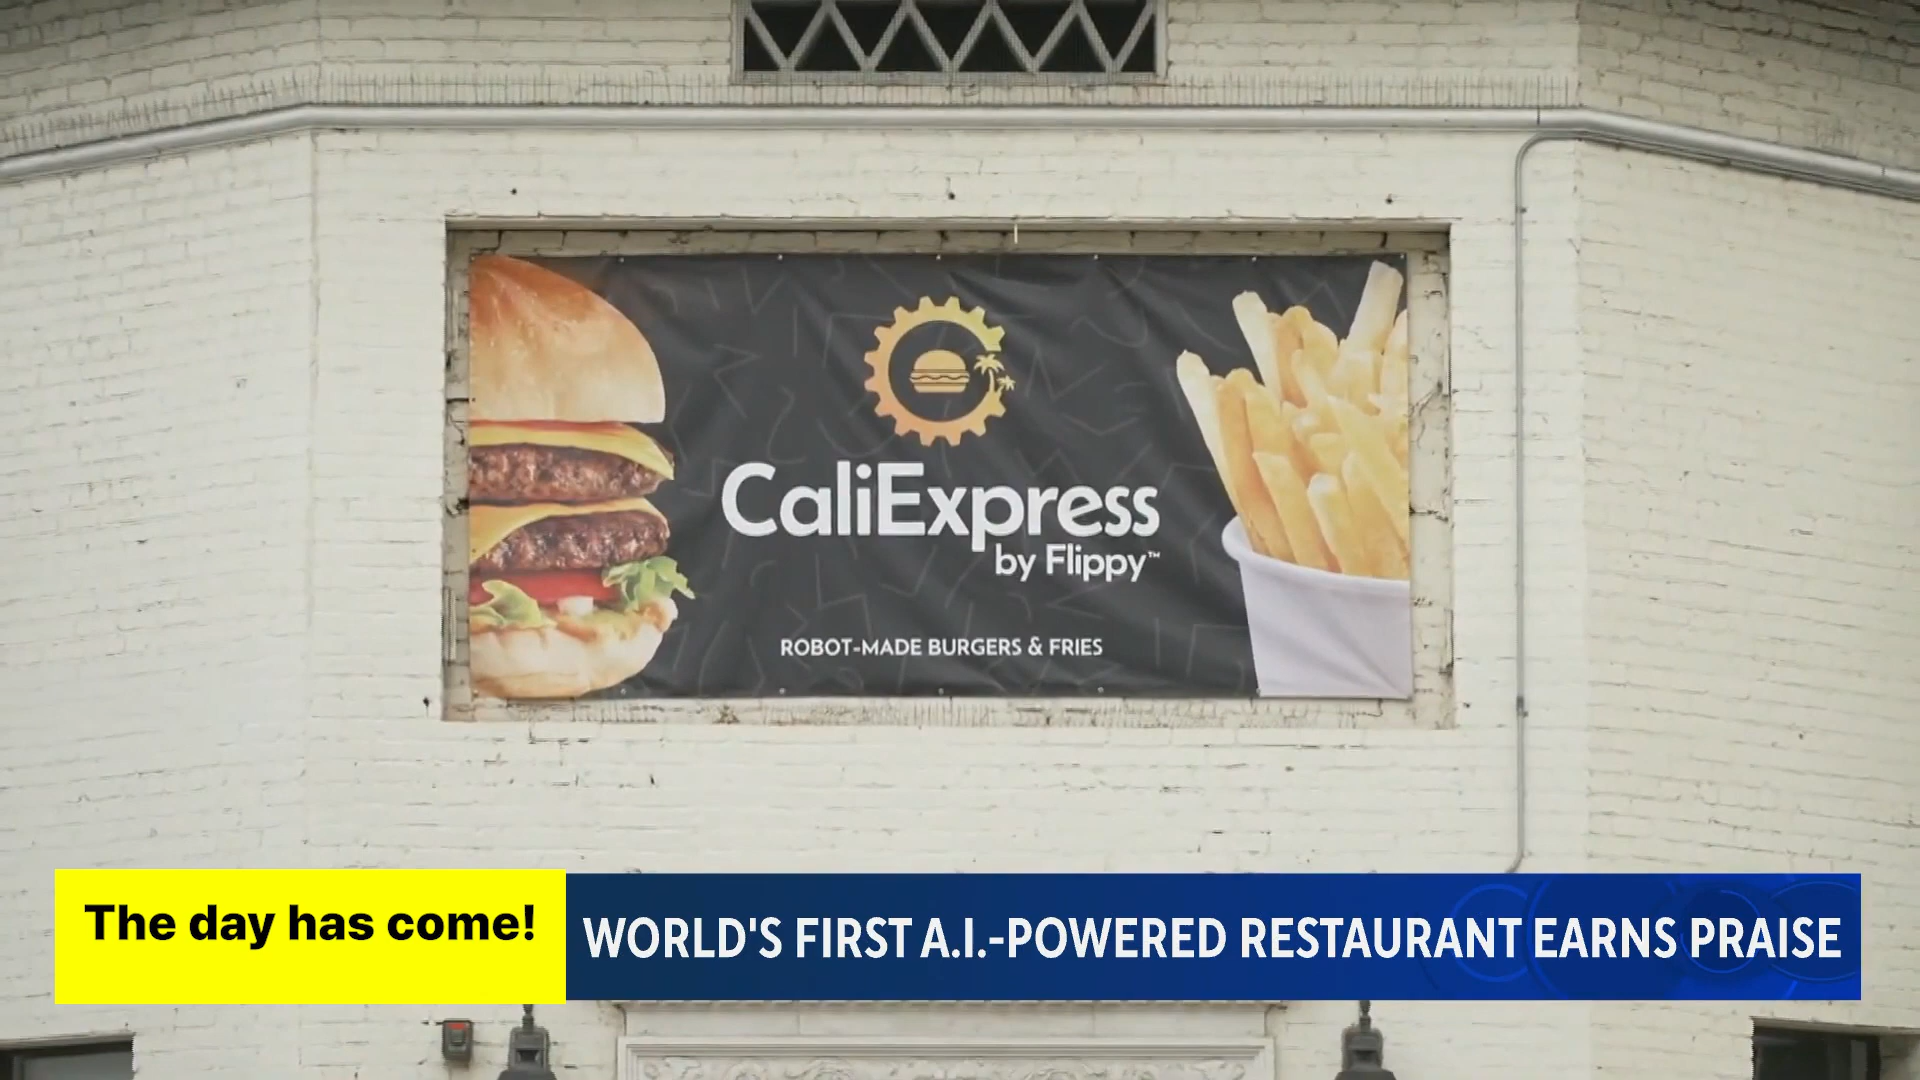 CaliExpress
by Flippy™
ROBOT-MADE BURGERS & FRIES
The day has come!
WORLD'S FIRST A.I.-POWERED RESTAURANT EARNS PRAISE